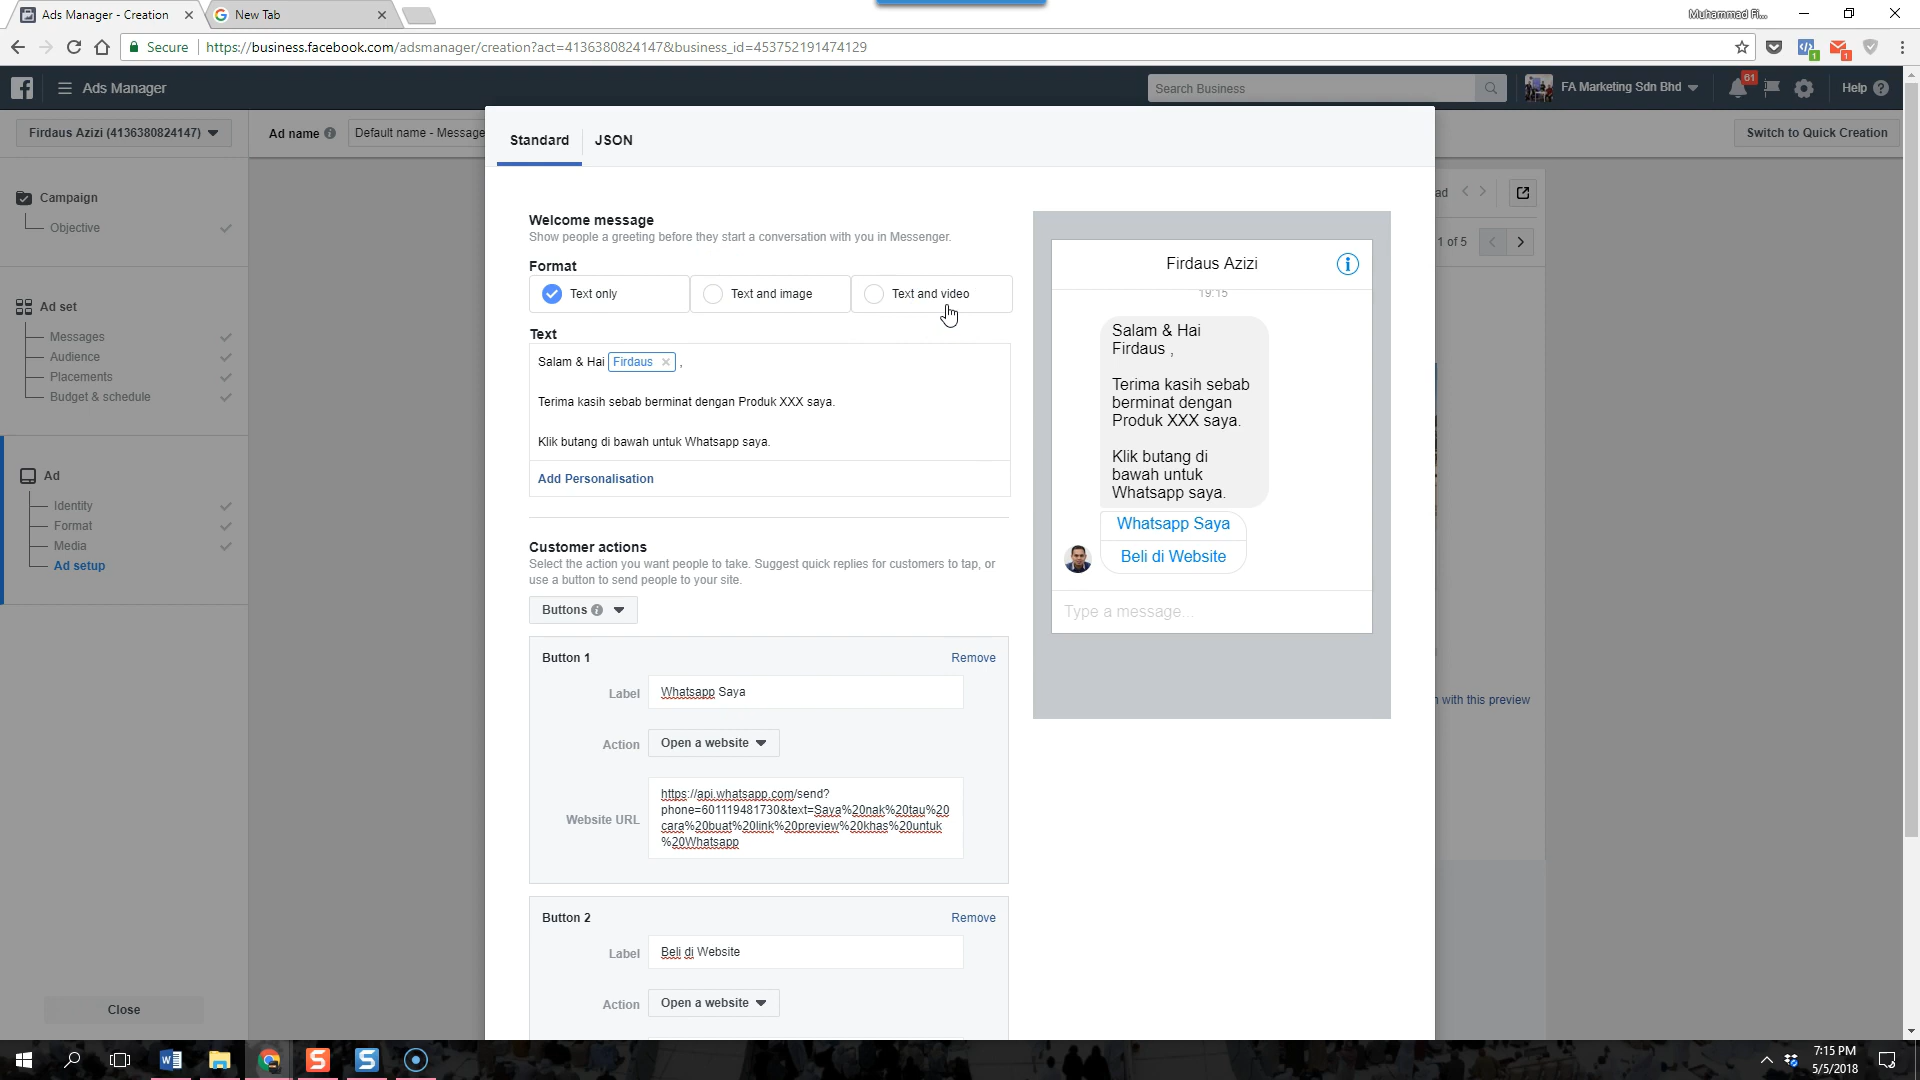 Ads Manager - Creation
New Tab
Muhammad Fi...
Secure
https://business.facebook.com/adsmanager/creation?act=4136380824147&business_id=453752191474129
1
1
Ads Manager
Search Business
FA Marketing Sdn Bhd
61
Help
Firdaus Azizi (4136380824147)
Ad name
Default name - Message
Switch to Quick Creation
Standard
JSON
Campaign
Objective
Ad set
Messages
Audience
Placements
Budget & schedule
Ad
Identity
Format
Media
Ad setup
Close
Welcome message
Show people a greeting before they start a conversation with you in Messenger.
Format
Text only
Text and image
Text and video
Text
Salam & Hai Firdaus ,
Terima kasih sebab berminat dengan Produk XXX saya.
Klik butang di bawah untuk Whatsapp saya.
Add Personalisation
Customer actions
Select the action you want people to take. Suggest quick replies for customers to tap, or
use a button to send people to your site.
Buttons
Button 1
Remove
Label
Whatsapp Saya
Action
Open a website
Website URL
https://api.whatsapp.com/send?
phone=601119481730&text=Saya%20nak%20tau%20
cara%20buat%20link%20preview%20khas%20untuk
%20Whatsapp
Button 2
Remove
Label
Beli di Website
Action
Open a website
Firdaus Azizi
19:15
Salam & Hai
Firdaus ,
Terima kasih sebab
berminat dengan
Produk XXX saya.
Klik butang di
bawah untuk
Whatsapp saya.
Whatsapp Saya
Beli di Website
Type a message...
ad
1 of 5
with this preview
7:15 PM
5/5/2018